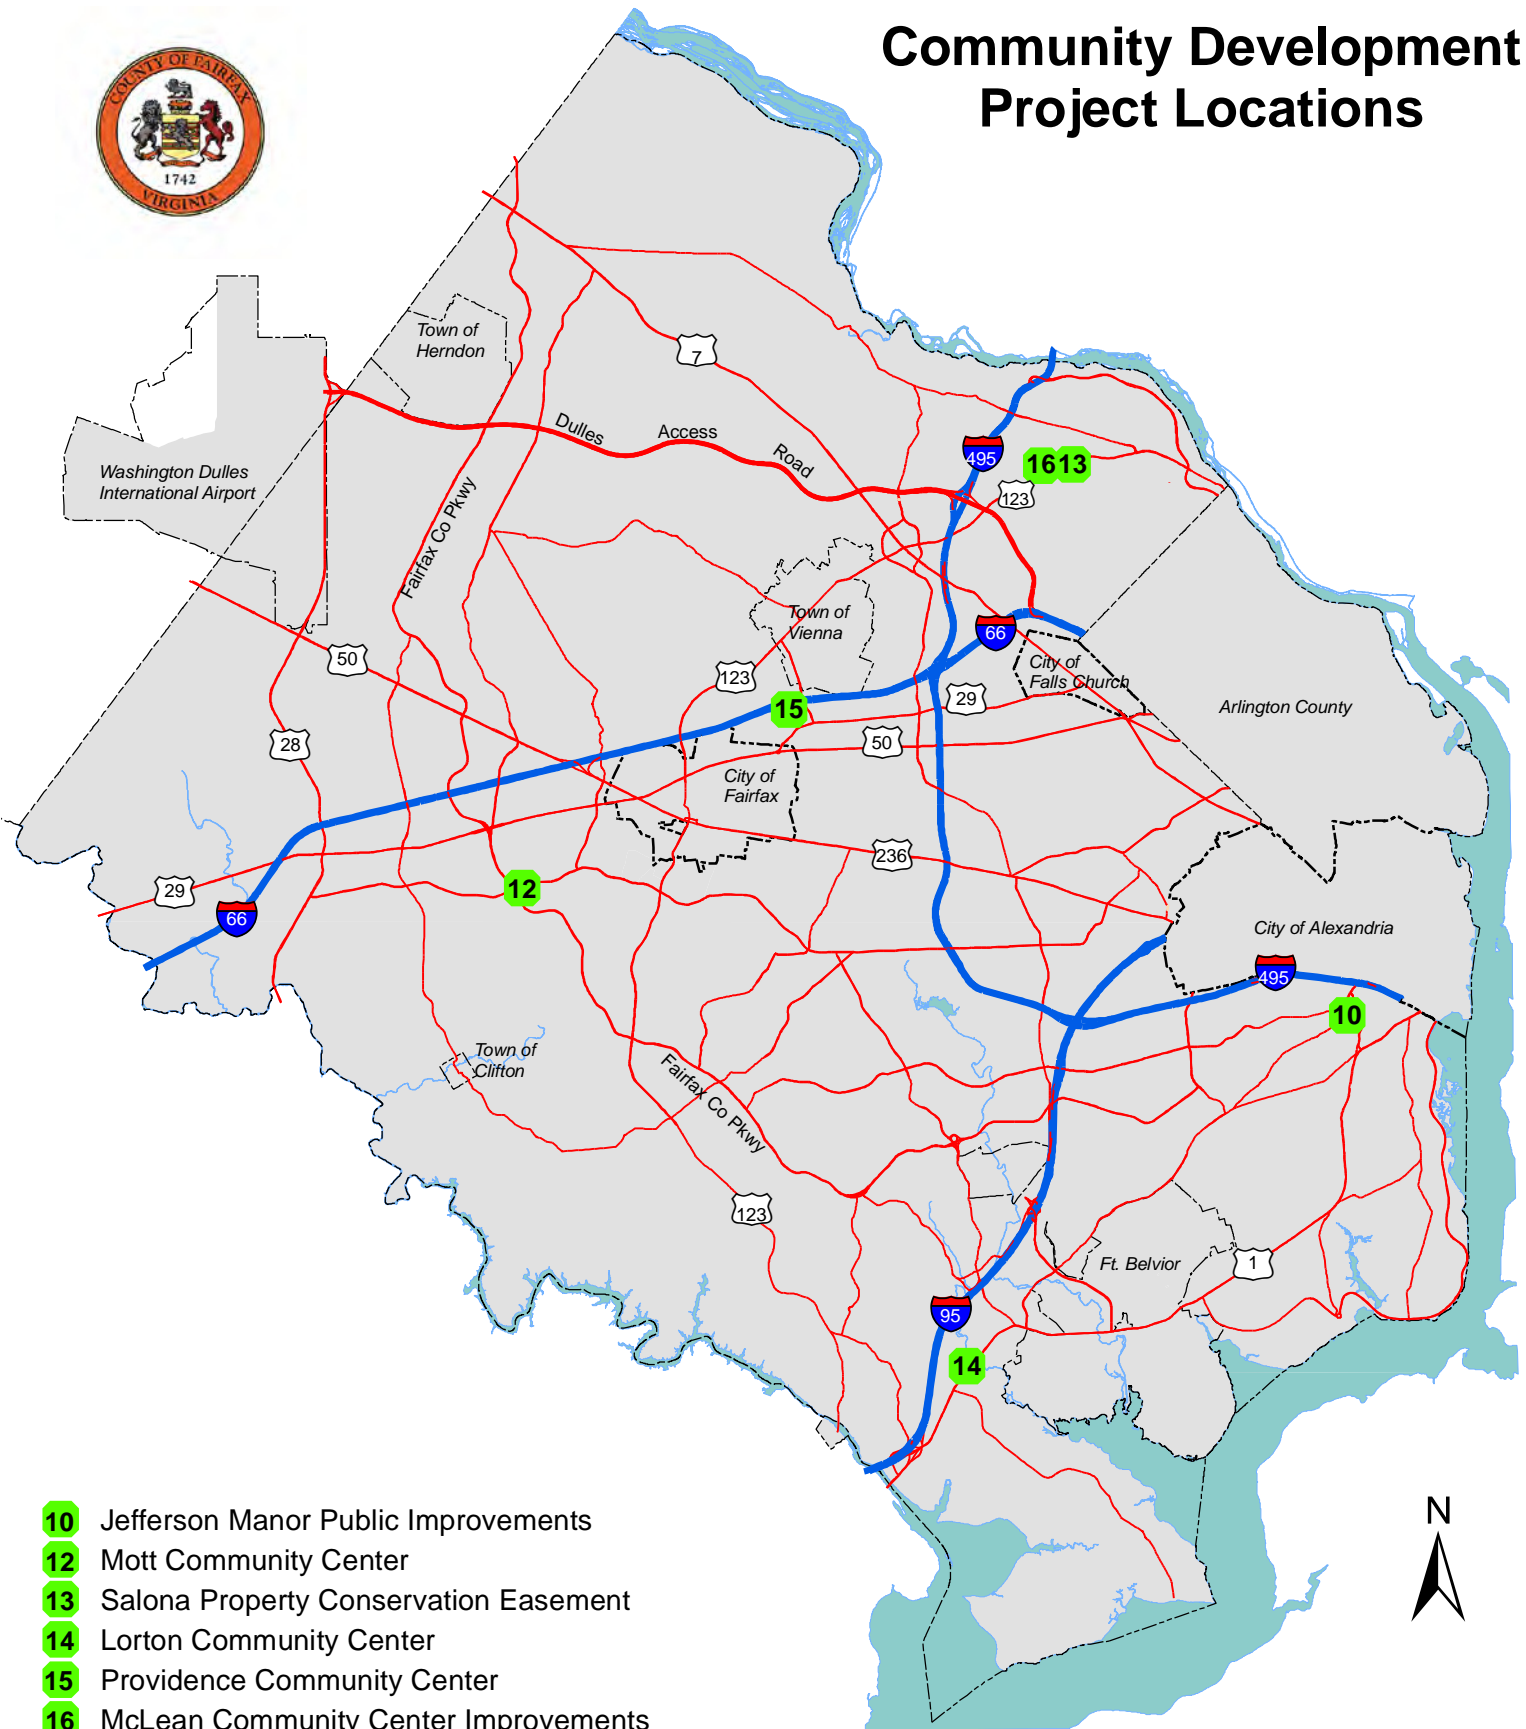 Community Development
Project Locations
COUNTY OF FAIRFAX
1742
VIRGINIA
Town of
Herndon
7
Dulles Access Road
495
16 13
123
Washington Dulles
International Airport
Fairfax Co Pkwy
Town of
Vienna
66
50
City of
Falls Church
123
29
15
Arlington County
28
50
City of
Fairfax
236
12
29
66
City of Alexandria
495
10
Town of
Clifton
Fairfax Co Pkwy
123
Ft. Belvior
1
95
14
N
10 Jefferson Manor Public Improvements
12 Mott Community Center
13 Salona Property Conservation Easement
14 Lorton Community Center
15 Providence Community Center
16 McLean Community Center Improvements